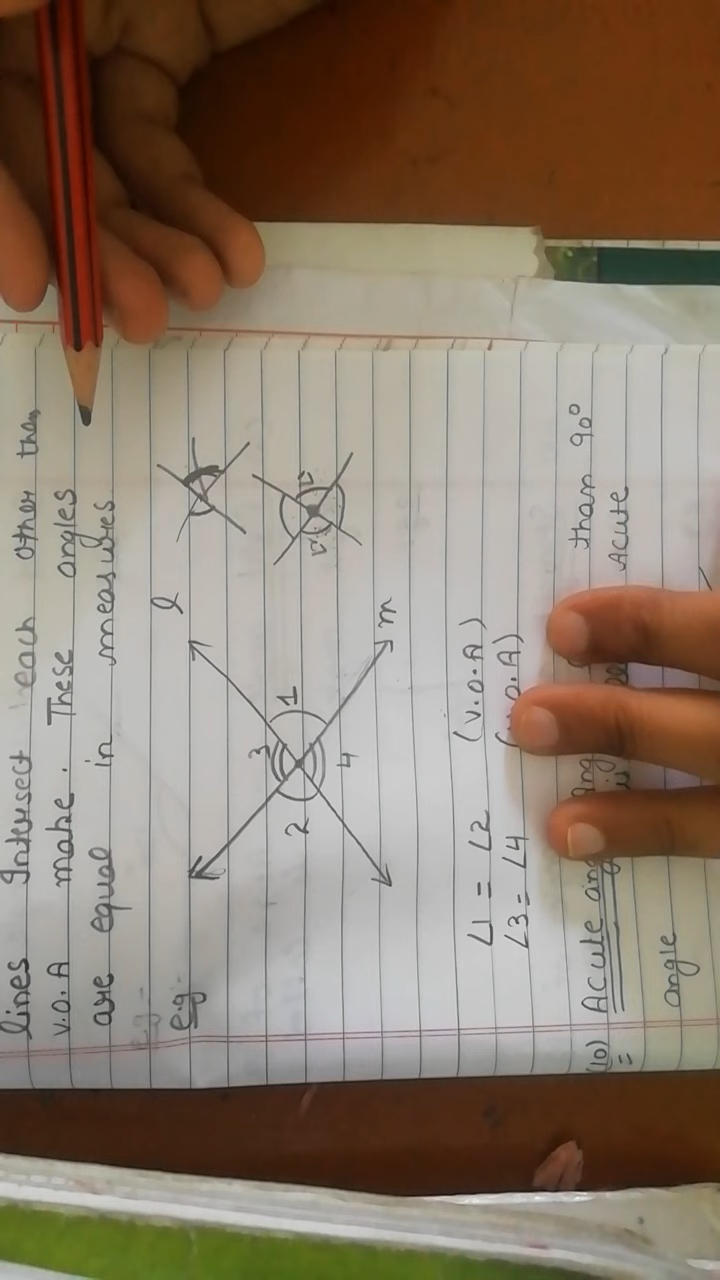 lines Intersect each other then
V.O.A make. These angles
are equal in measures
e.g.
l
3
1
2
4
m
∠1 = ∠2 (V.O.A)
∠3 = ∠4 (V.O.A)
(10) Acute than 90°
Acute
angle